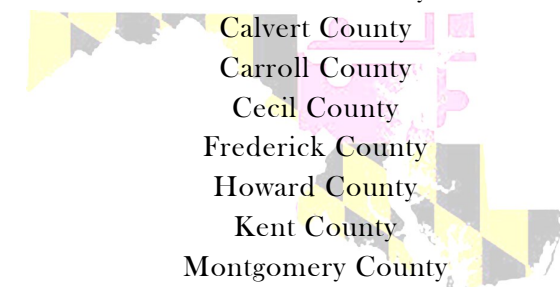 Calvert County
Carroll County
Cecil County
Frederick County
Howard County
Kent County
Montgomery County